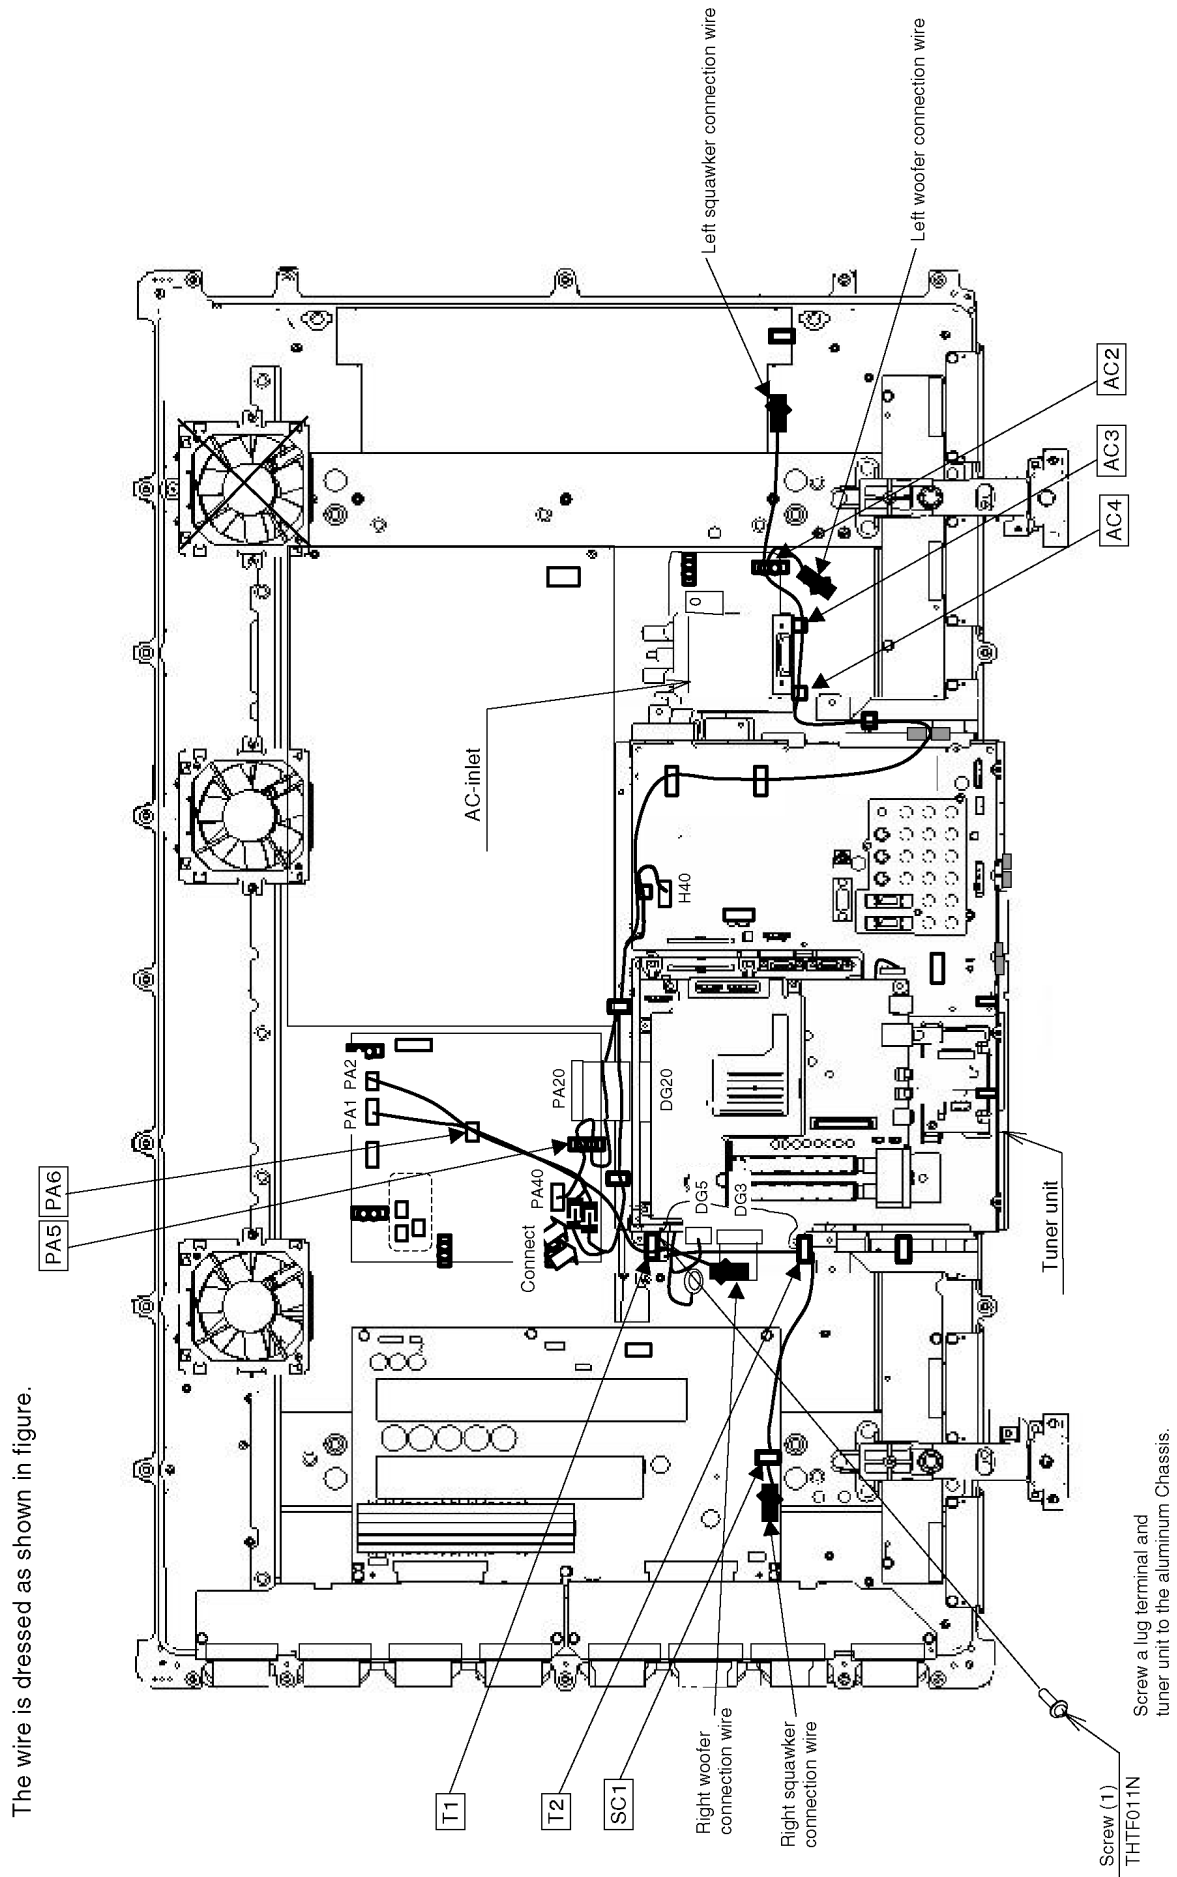 The wire is dressed as shown in figure.
PA5
PA6
Left squawker connection wire
Left woofer connection wire
AC2
AC3
AC4
AC-inlet
0
H40
PA1
PA2
PA20
DG20
PA40
DG5
DG3
Connect
Tuner unit
T1
T2
SC1
Right woofer
connection wire
Right squawker
connection wire
Screw (1)
THTF011N
Screw a lug terminal and
tuner unit to the aluminum Chassis.